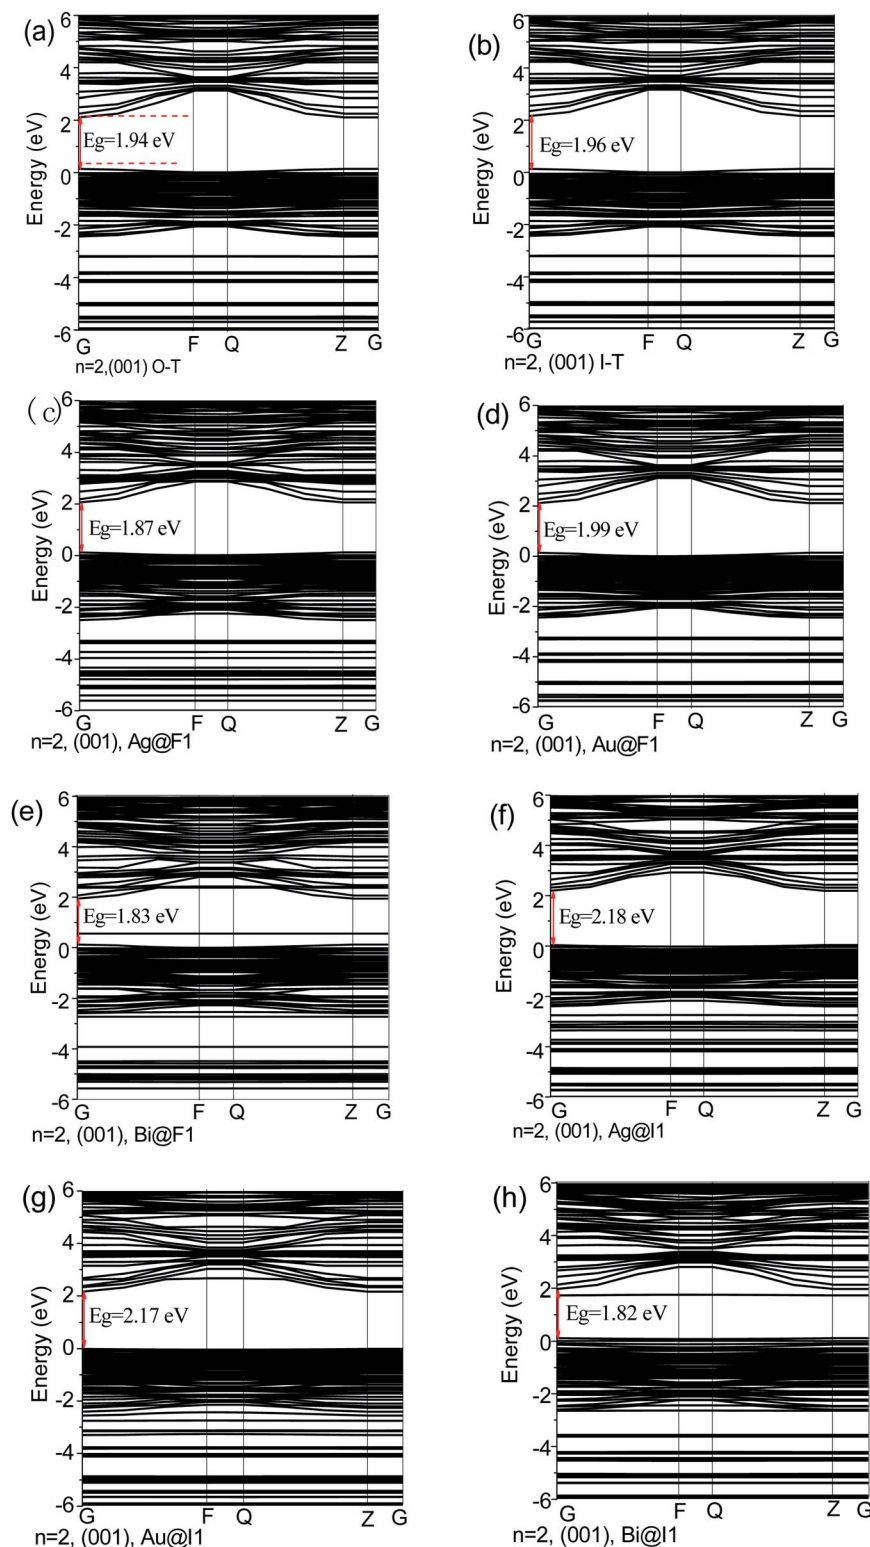 (a)
Energy (eV)
6
4
2
0
-2
-4
-6
Eg=1.94 eV
G F Q Z G
n=2,(001) O-T
(b)
Energy (eV)
6
4
2
0
-2
-4
-6
Eg=1.96 eV
G F Q Z G
n=2, (001) I-T
(c)
Energy (eV)
6
4
2
0
-2
-4
-6
Eg=1.87 eV
G F Q Z G
n=2, (001), Ag@F1
(d)
Energy (eV)
6
4
2
0
-2
-4
-6
Eg=1.99 eV
G F Q Z G
n=2, (001), Au@F1
(e)
Energy (eV)
6
4
2
0
-2
-4
-6
Eg=1.83 eV
G F Q Z G
n=2, (001), Bi@F1
(f)
Energy (eV)
6
4
2
0
-2
-4
-6
Eg=2.18 eV
G F Q Z G
n=2, (001), Ag@I1
(g)
Energy (eV)
6
4
2
0
-2
-4
-6
Eg=2.17 eV
G F Q Z G
n=2, (001), Au@I1
(h)
Energy (eV)
6
4
2
0
-2
-4
-6
Eg=1.82 eV
G F Q Z G
n=2, (001), Bi@I1